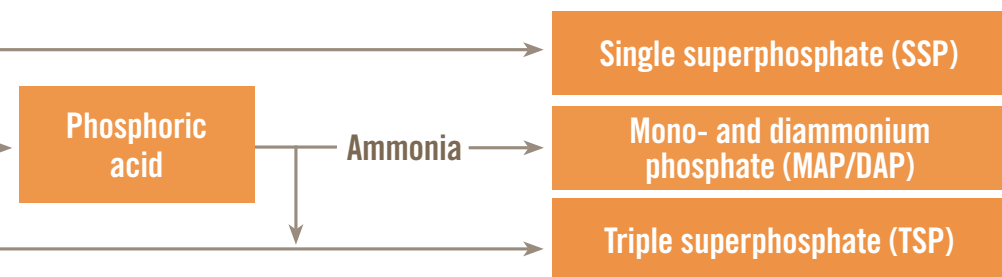 Single superphosphate (SSP)
Phosphoric
acid
Ammonia
Mono- and diammonium
phosphate (MAP/DAP)
Triple superphosphate (TSP)